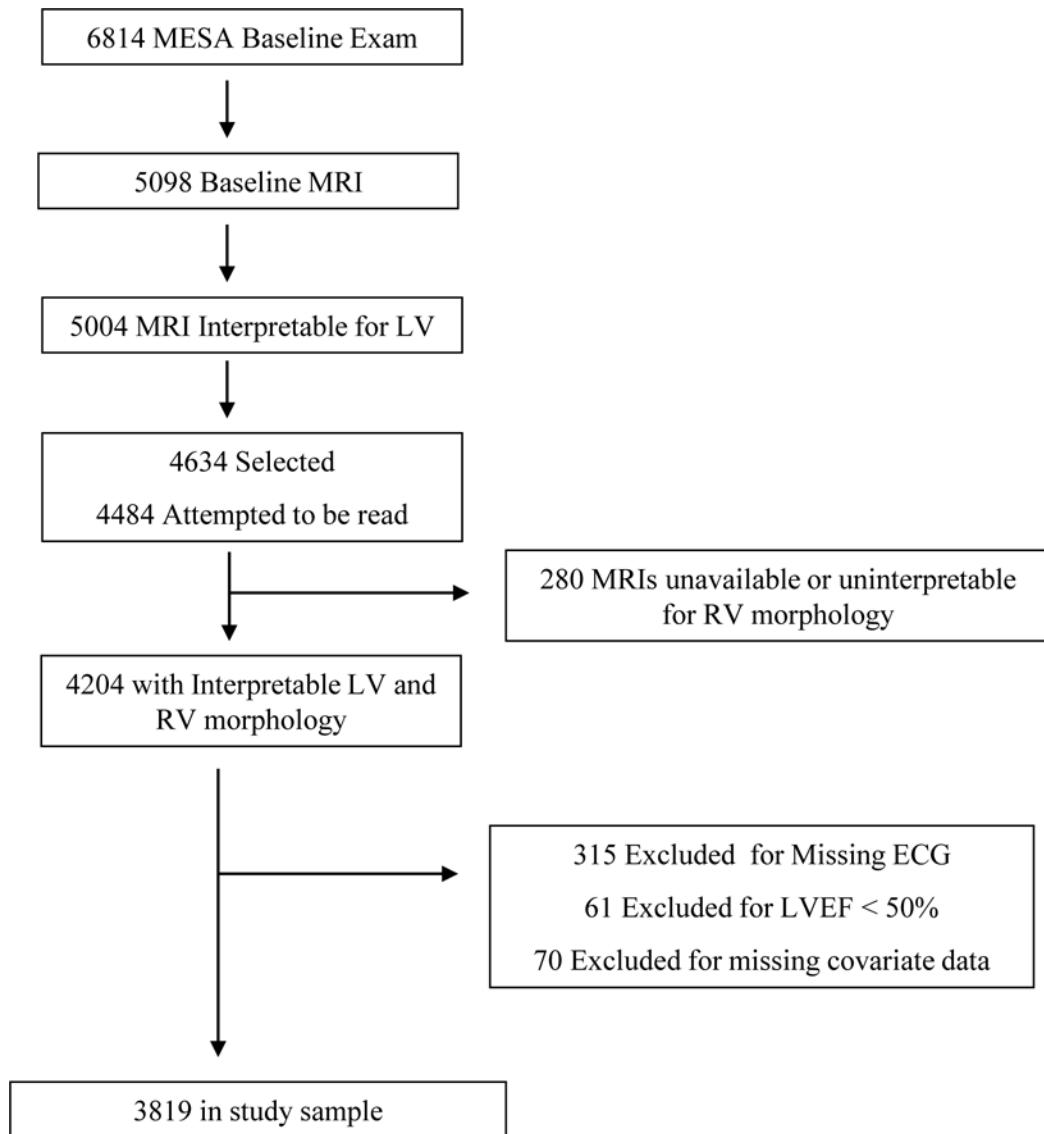 6814 MESA Baseline Exam
5098 Baseline MRI
5004 MRI Interpretable for LV
4634 Selected
4484 Attempted to be read
280 MRIs unavailable or uninterpretable
for RV morphology
4204 with Interpretable LV and
RV morphology
315 Excluded for Missing ECG
61 Excluded for LVEF < 50%
70 Excluded for missing covariate data
3819 in study sample